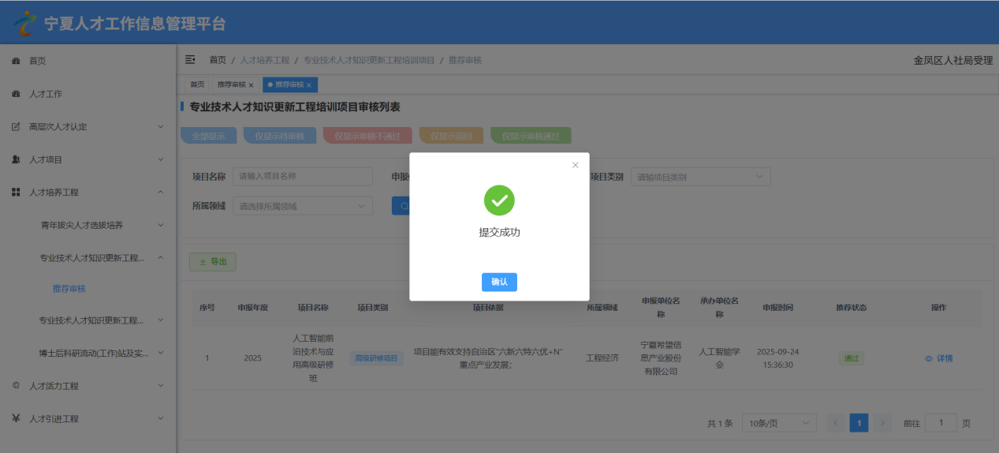 宁夏人才工作信息管理平台
首页
人才工作
高层次人才认定
人才项目
人才培养工程
青年拔尖人才选拔培养
专业技术人才知识更新工程...
推荐审核
专业技术人才知识更新工程...
博士后科研流动(工作)站及实...
人才活力工程
人才引进工程
首页 / 人才培养工程 / 专业技术人才知识更新工程培训项目 / 推荐审核
金凤区人社局受理
首页 推荐审核 × 推荐审核 ×
专业技术人才知识更新工程培训项目审核列表
全部显示 仅显示待审核 仅显示审核不通过 仅显示退回 仅显示审核通过
项目名称 请输入项目名称 申报 项目类别 请输项目类别
所属领域 请选择所属领域
提交成功
确认
导出
序号 申报年度 项目名称 项目类别 项目依据 所属领域 申报单位名称 承办单位名称 申报时间 推荐状态 操作
1 2025 人工智能前沿技术与应用高级研修班 高级研修项目 项目能有效支持自治区“六新六特六优+N”重点产业发展； 工程经济 宁夏希望信息产业股份有限公司 人工智能学会 2025-09-24 15:36:30 通过 详情
共 1 条 10条/页 1 前往 1 页